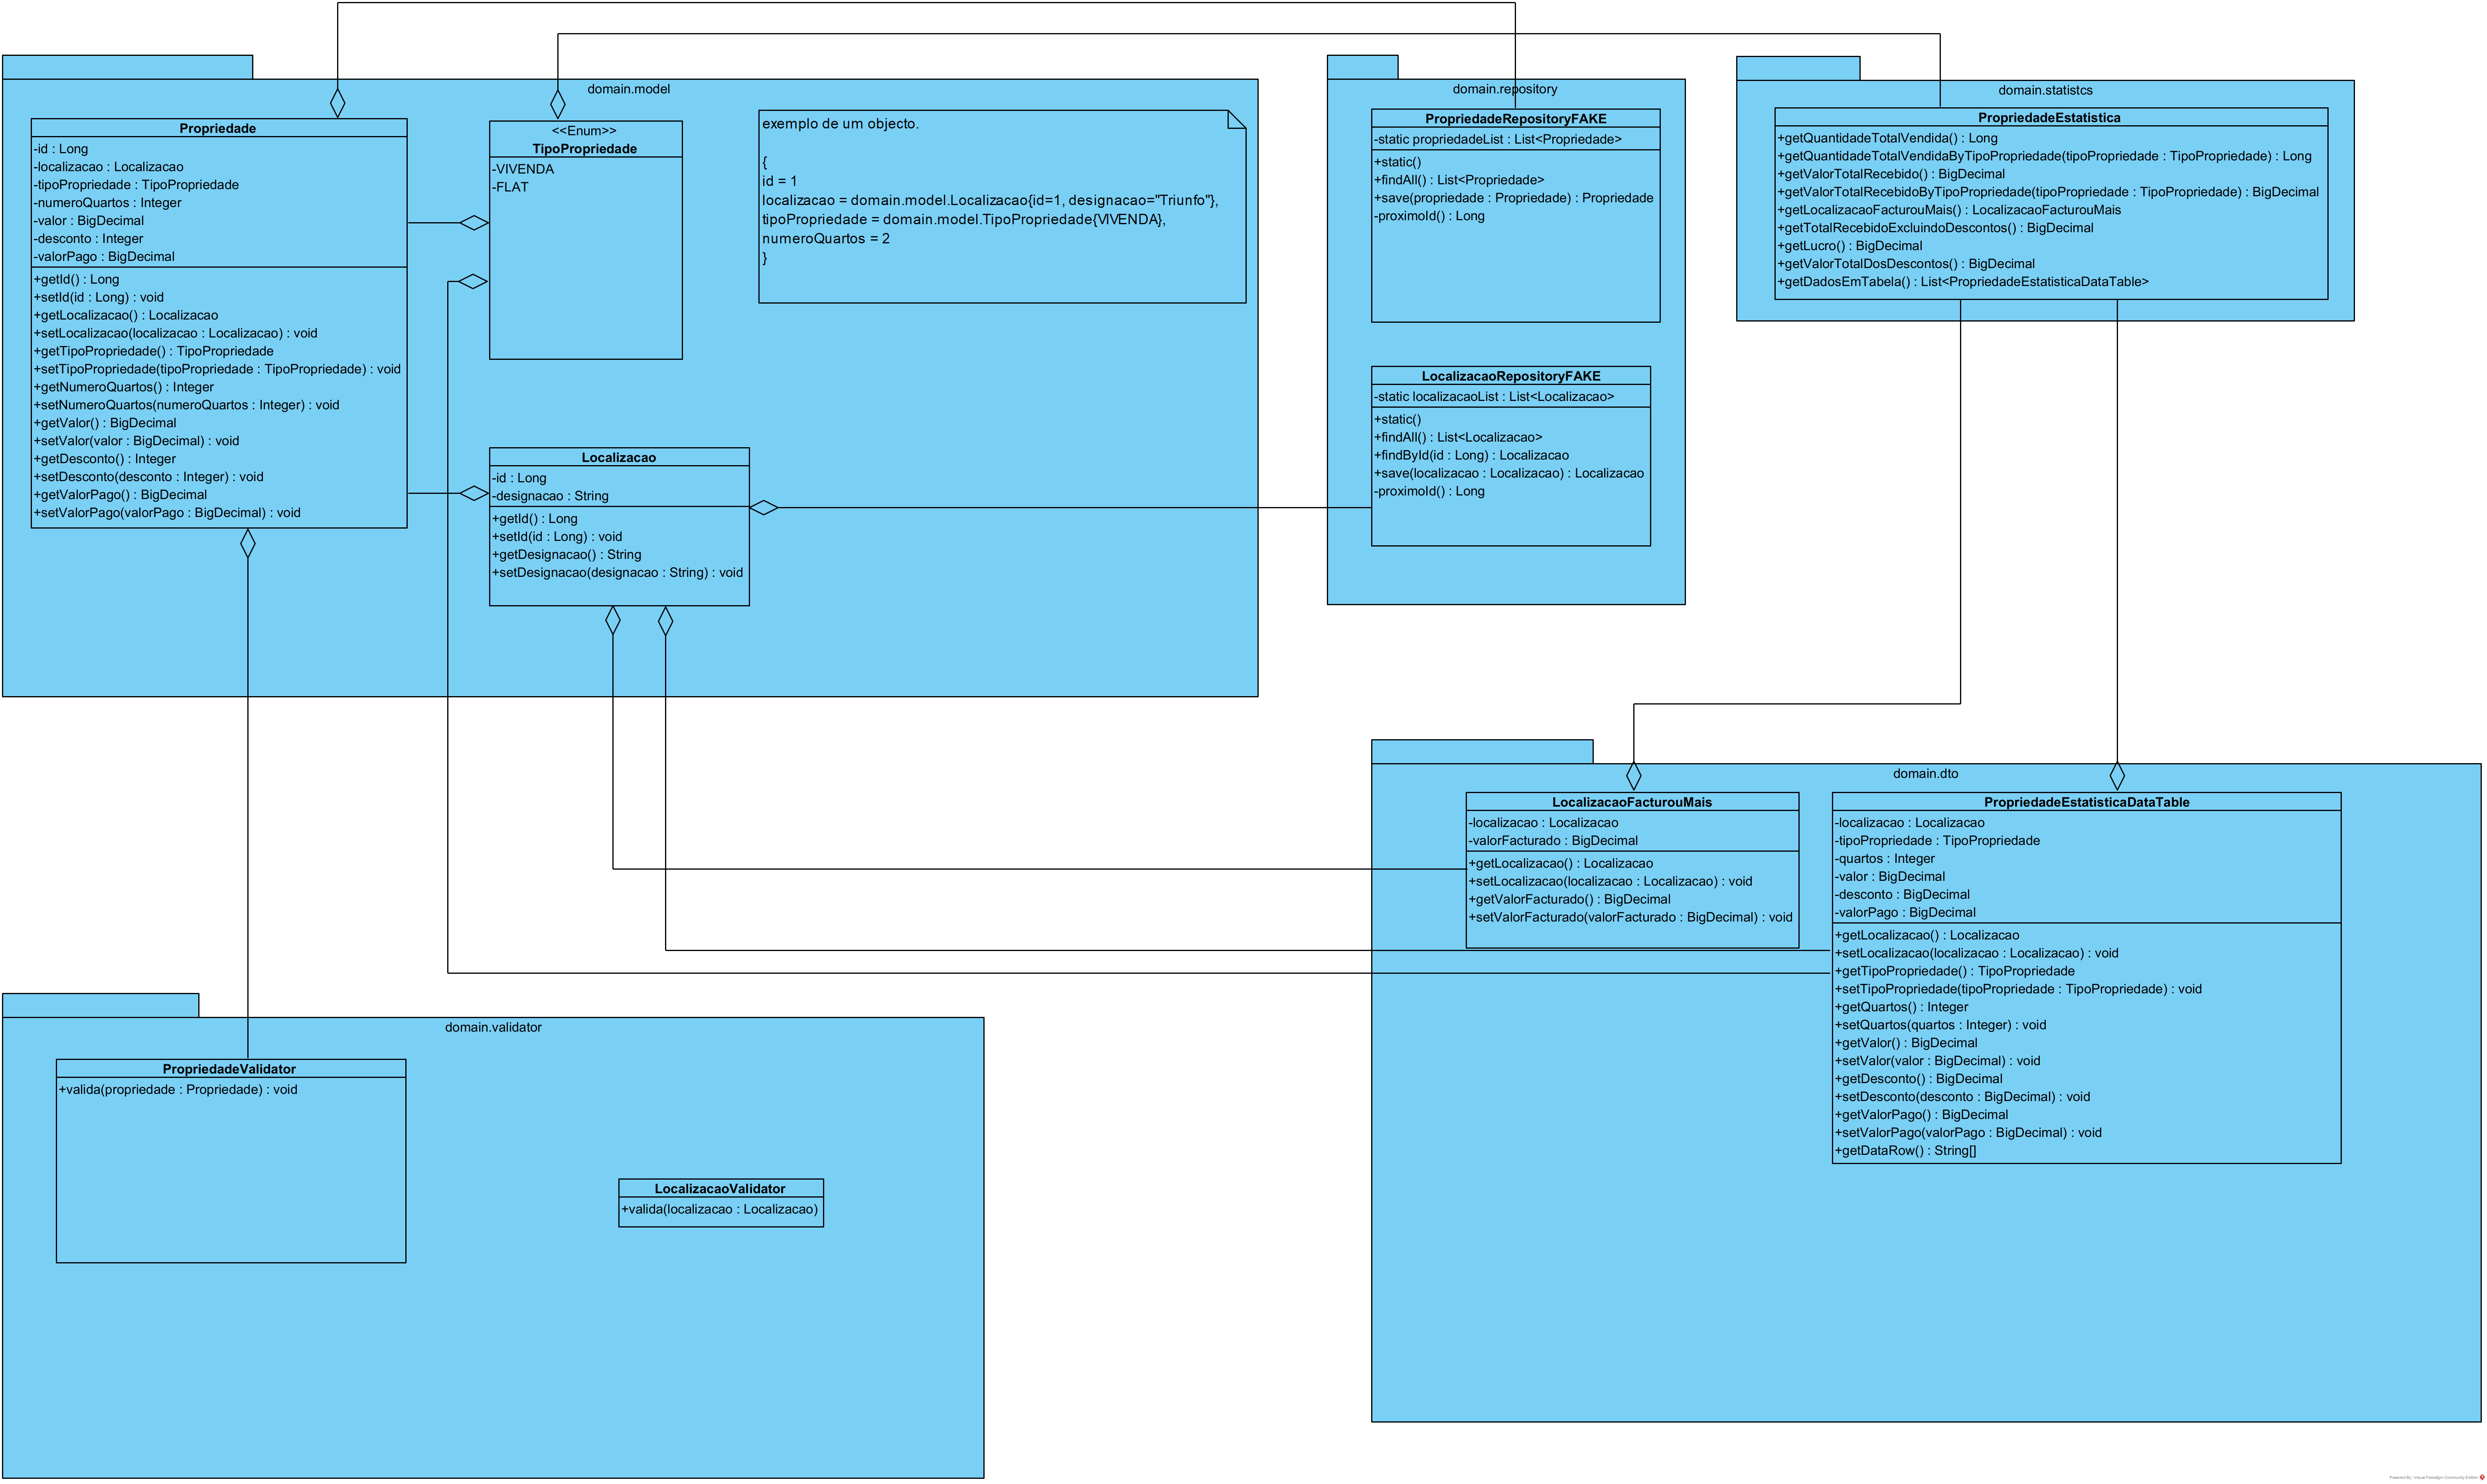 domain.model
Propriedade
-id : Long
-localizacao : Localizacao
-tipoPropriedade : TipoPropriedade
-numeroQuartos : Integer
-valor : BigDecimal
-desconto : Integer
-valorPago : BigDecimal
+getId() : Long
+setId(id : Long) : void
+getLocalizacao() : Localizacao
+setLocalizacao(localizacao : Localizacao) : void
+getTipoPropriedade() : TipoPropriedade
+setTipoPropriedade(tipoPropriedade : TipoPropriedade) : void
+getNumeroQuartos() : Integer
+setNumeroQuartos(numeroQuartos : Integer) : void
+getValor() : BigDecimal
+setValor(valor : BigDecimal) : void
+getDesconto() : Integer
+setDesconto(desconto : Integer) : void
+getValorPago() : BigDecimal
+setValorPago(valorPago : BigDecimal) : void
<<Enum>>
TipoPropriedade
-VIVENDA
-FLAT
exemplo de um objecto.
{
id = 1
localizacao = domain.model.Localizacao{id=1, designacao="Triunfo"},
tipoPropriedade = domain.model.TipoPropriedade{VIVENDA},
numeroQuartos = 2
}
Localizacao
-id : Long
-designacao : String
+getId() : Long
+setId(id : Long) : void
+getDesignacao() : String
+setDesignacao(designacao : String) : void
domain.repository
PropriedadeRepositoryFAKE
-static propriedadeList : List<Propriedade>
+static()
+findAll() : List<Propriedade>
+save(propriedade : Propriedade) : Propriedade
-proximoId() : Long
LocalizacaoRepositoryFAKE
-static localizacaoList : List<Localizacao>
+static()
+findAll() : List<Localizacao>
+findById(id : Long) : Localizacao
+save(localizacao : Localizacao) : Localizacao
-proximoId() : Long
domain.statistcs
PropriedadeEstatistica
+getQuantidadeTotalVendida() : Long
+getQuantidadeTotalVendidaByTipoPropriedade(tipoPropriedade : TipoPropriedade) : Long
+getValorTotalRecebido() : BigDecimal
+getValorTotalRecebidoByTipoPropriedade(tipoPropriedade : TipoPropriedade) : BigDecimal
+getLocalizacaoFacturouMais() : LocalizacaoFacturouMais
+getTotalRecebidoExcluindoDescontos() : BigDecimal
+getLucro() : BigDecimal
+getValorTotalDosDescontos() : BigDecimal
+getDadosEmTabela() : List<PropriedadeEstatisticaDataTable>
domain.dto
LocalizacaoFacturouMais
-localizacao : Localizacao
-valorFacturado : BigDecimal
+getLocalizacao() : Localizacao
+setLocalizacao(localizacao : Localizacao) : void
+getValorFacturado() : BigDecimal
+setValorFacturado(valorFacturado : BigDecimal) : void
PropriedadeEstatisticaDataTable
-localizacao : Localizacao
-tipoPropriedade : TipoPropriedade
-quartos : Integer
-valor : BigDecimal
-desconto : BigDecimal
-valorPago : BigDecimal
+getLocalizacao() : Localizacao
+setLocalizacao(localizacao : Localizacao) : void
+getTipoPropriedade() : TipoPropriedade
+setTipoPropriedade(tipoPropriedade : TipoPropriedade) : void
+getQuartos() : Integer
+setQuartos(quartos : Integer) : void
+getValor() : BigDecimal
+setValor(valor : BigDecimal) : void
+getDesconto() : BigDecimal
+setDesconto(desconto : BigDecimal) : void
+getValorPago() : BigDecimal
+setValorPago(valorPago : BigDecimal) : void
+getDataRow() : String[]
domain.validator
PropriedadeValidator
+valida(propriedade : Propriedade) : void
LocalizacaoValidator
+valida(localizacao : Localizacao)
Powered By Visual Paradigm Community Edition